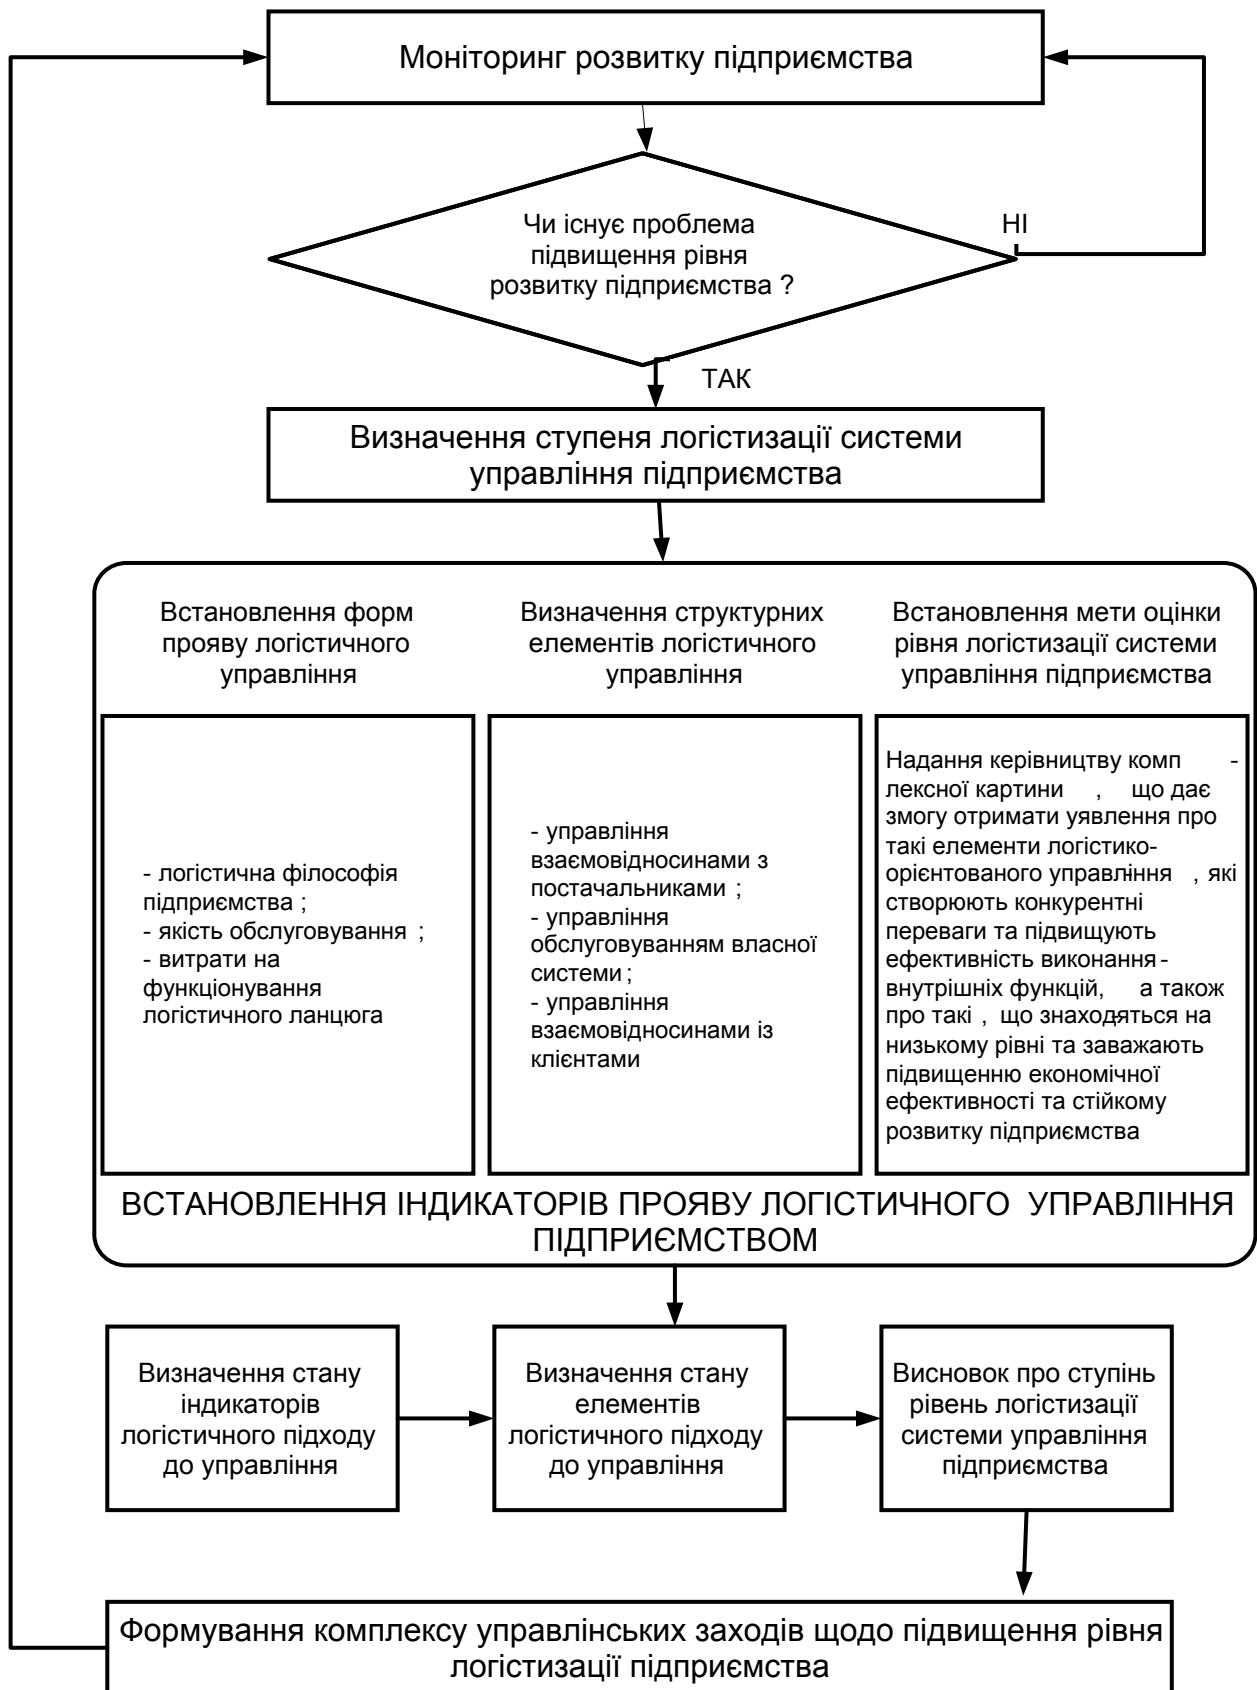 Моніторинг розвитку підприємства
Чи існує проблема
підвищення рівня
розвитку підприємства ?
НІ
ТАК
Визначення ступеня логістизації системи
управління підприємства
Встановлення форм
прояву логістичного
управління
Визначення структурних
елементів логістичного
управління
Встановлення мети оцінки
рівня логістизації системи
управління підприємства
- логістична філософія
підприємства ;
- якість обслуговування ;
- витрати на
функціонування
логістичного ланцюга
- управління
взаємовідносинами з
постачальниками ;
- управління
обслуговуванням власної
системи ;
- управління
взаємовідносинами із
клієнтами
Надання керівництву комп -
лексної картини , що дає
змогу отримати уявлення про
такі елементи логістико-
орієнтованого управління , які
створюють конкурентні
переваги та підвищують
ефективність виконання -
внутрішніх функцій, а також
про такі , що знаходяться на
низькому рівні та заважають
підвищенню економічної
ефективності та стійкому
розвитку підприємства
ВСТАНОВЛЕННЯ ІНДИКАТОРІВ ПРОЯВУ ЛОГІСТИЧНОГО УПРАВЛІННЯ
ПІДПРИЄМСТВОМ
Визначення стану
індикаторів
логістичного підходу
до управління
Визначення стану
елементів
логістичного підходу
до управління
Висновок про ступінь
рівень логістизації
системи управління
підприємства
Формування комплексу управлінських заходів щодо підвищення рівня
логістизації підприємства